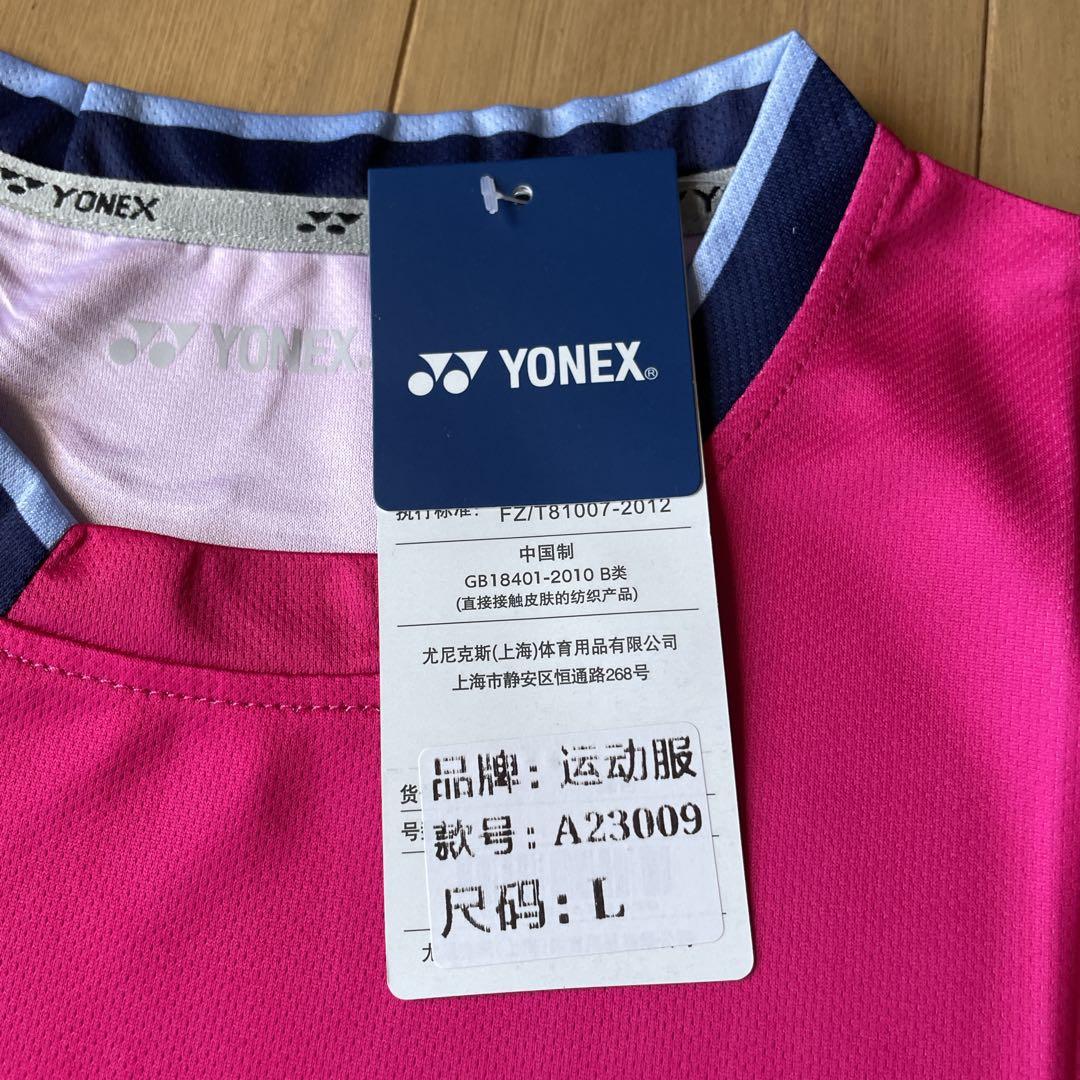 YONEX
Y
YONEX
YONEX®
执行标准： FZ/T81007-2012
中国制
GB18401-2010 B类
(直接接触皮肤的纺织产品)
尤尼克斯(上海)体育用品有限公司
上海市静安区恒通路268号
货
号
品牌：运动服
款号：A23009
尺码：L
尤